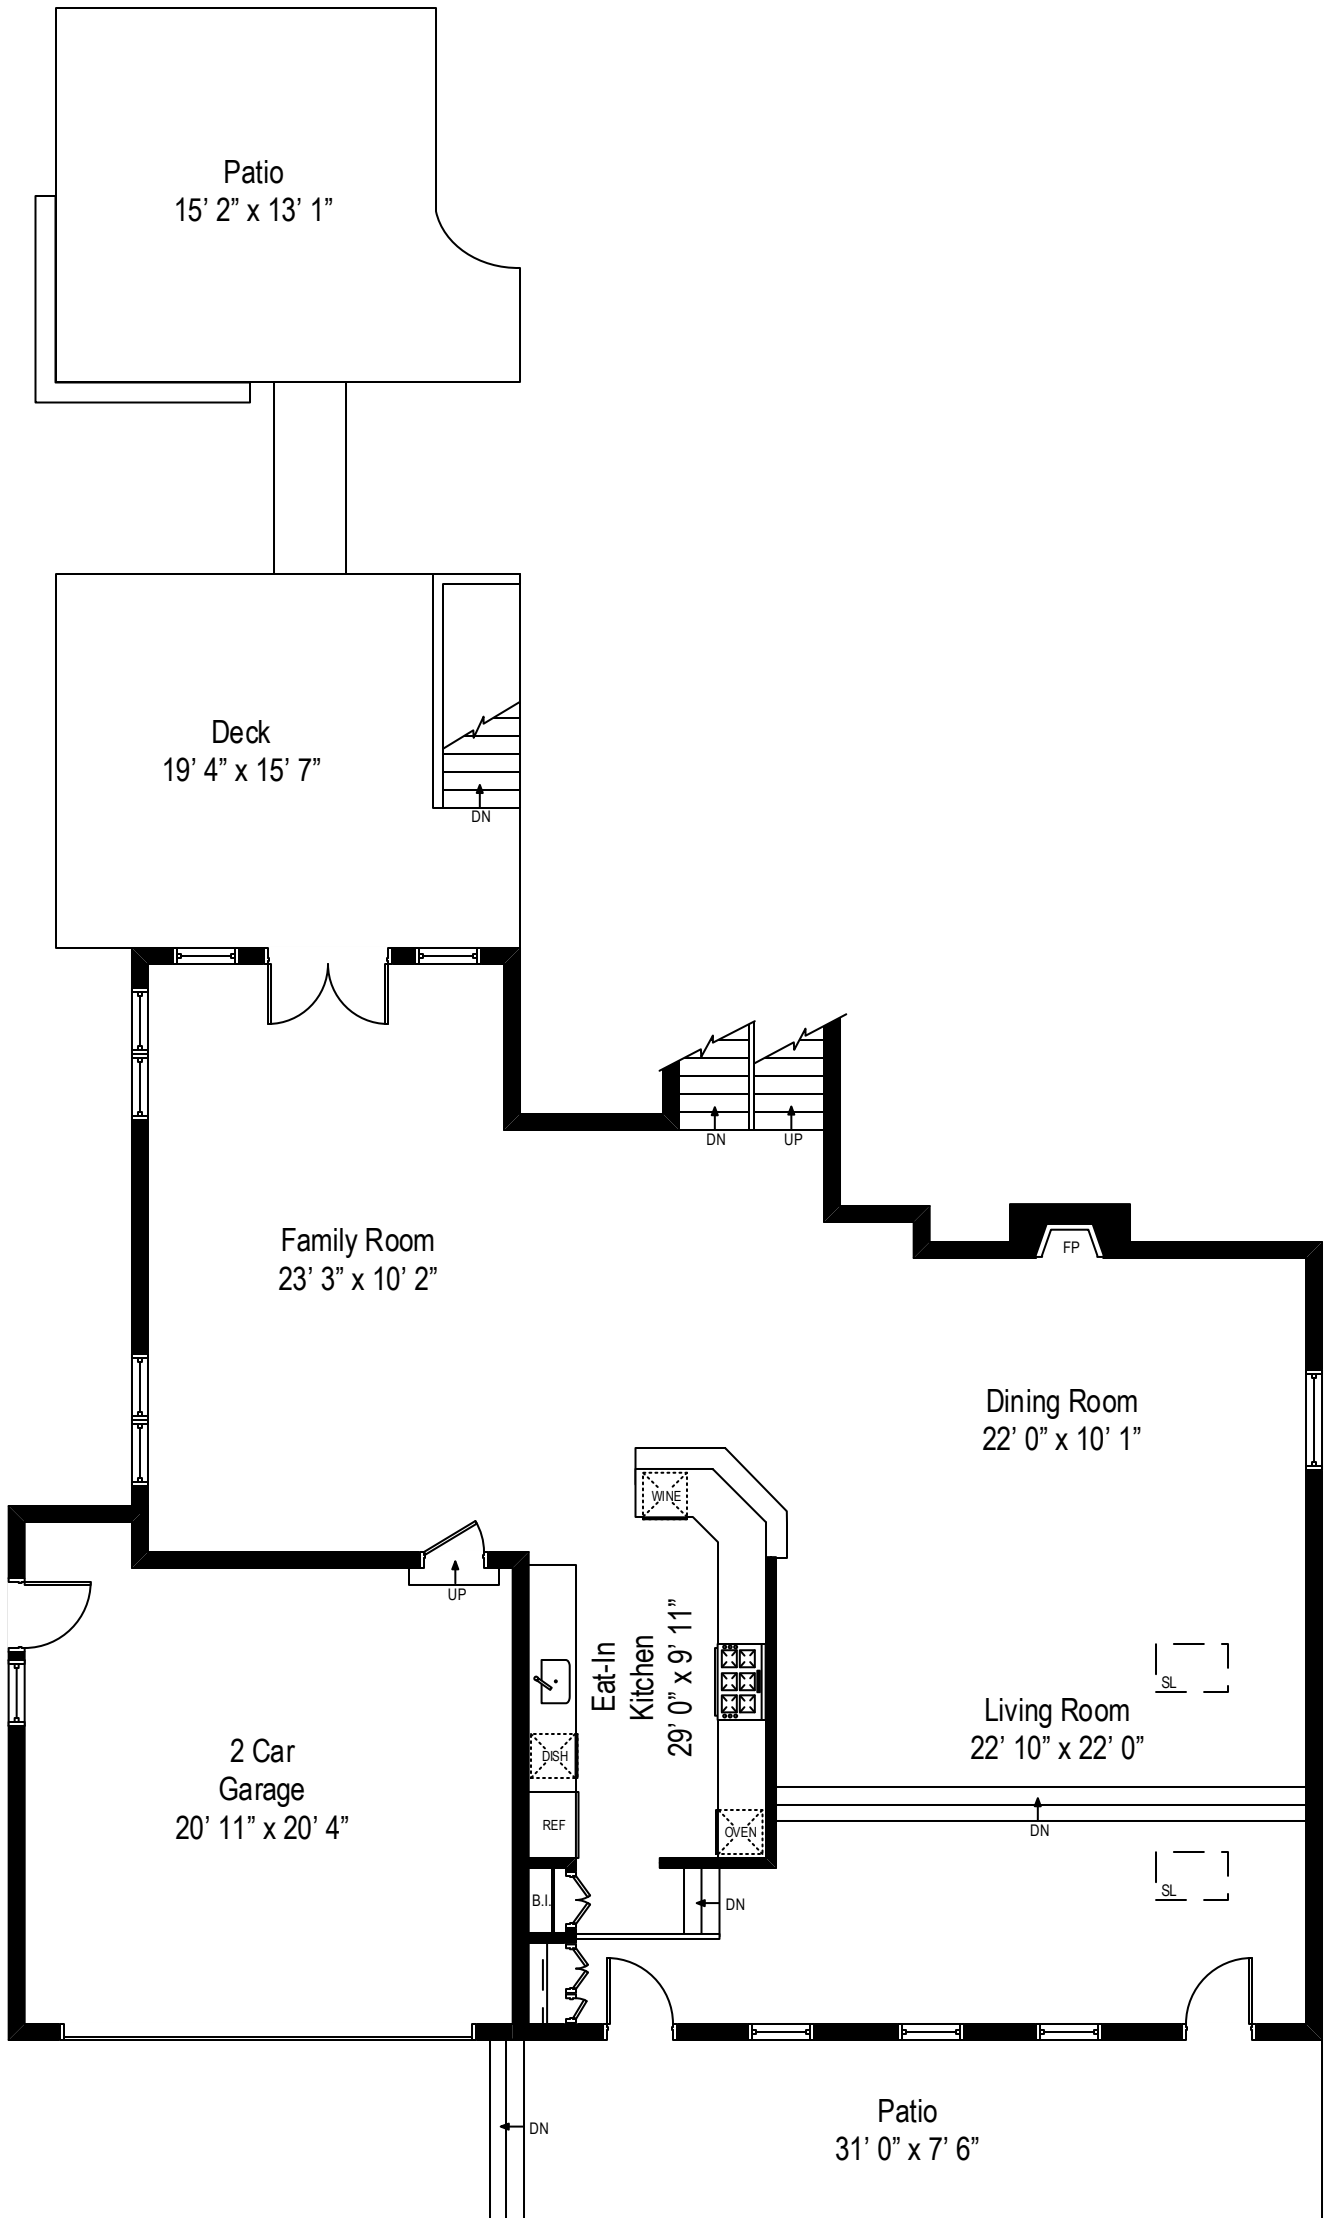 Patio
15’ 2” x 13’ 1”
Deck
19’ 4” x 15’ 7”
DN
DN
UP
Family Room
23’ 3” x 10’ 2”
FP
Dining Room
22’ 0” x 10’ 1”
WINE
UP
Eat-In
Kitchen
29’ 0” x 9’ 11”
SL
Living Room
22’ 10” x 22’ 0”
2 Car
Garage
20’ 11” x 20’ 4”
DISH
REF
OVEN
DN
SL
B.I.
DN
Patio
31’ 0” x 7’ 6”
DN